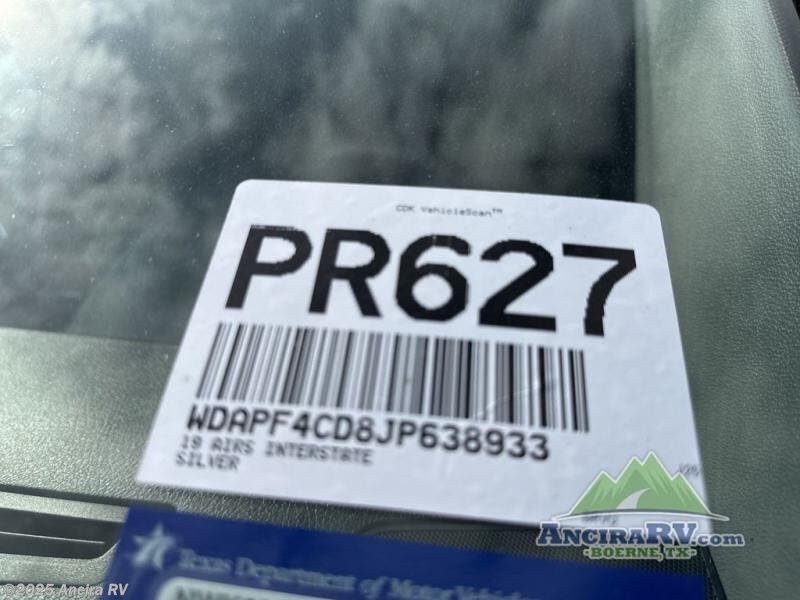 CDK VehicleScan™
PR627
WDAPF4CD8JP638933
19 AIRS INTERSTATE
SILVER
ANCIRARV.com
BOERNE, TX
Texas Department of Motor Vehicles
©2025 Ancira RV